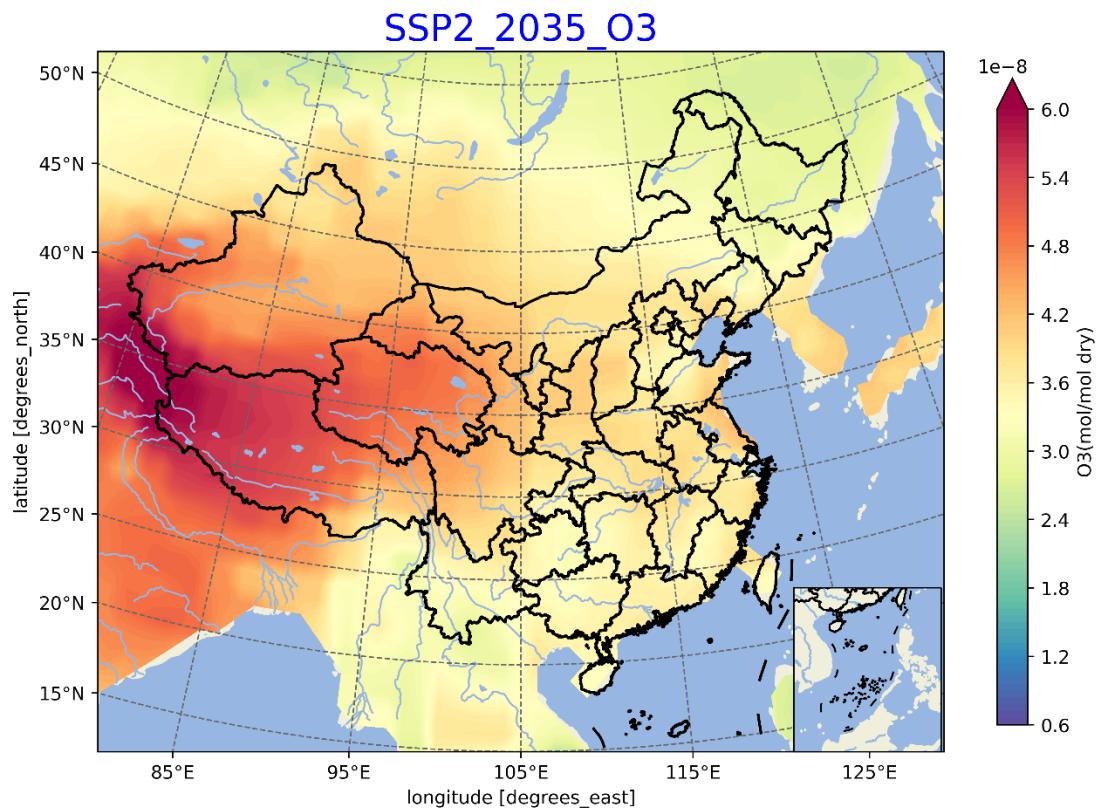 SSP2_2035_O3
1e−8
50°N
45°N
40°N
35°N
30°N
25°N
20°N
15°N
latitude [degrees_north]
85°E
95°E
105°E
115°E
125°E
longitude [degrees_east]
6.0
5.4
4.8
4.2
3.6
3.0
2.4
1.8
1.2
0.6
O3(mol/mol dry)